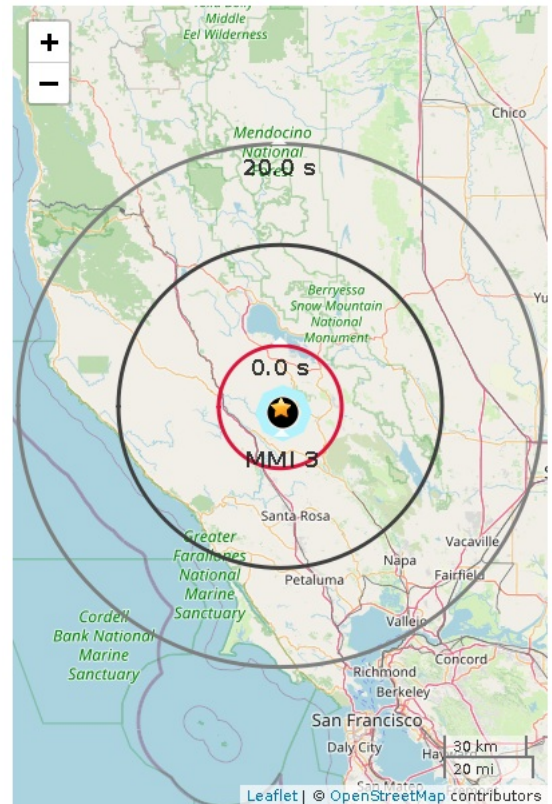 +
−
Middle
Eel Wilderness
Chico
Mendocino
National
20.0 s
Berryessa
Snow Mountain
National
Monument
0.0 s
MMI 3
Santa Rosa
Greater
Farallones
National
Marine
Sanctuary
Petaluma
Napa
Vacaville
Fairfield
Cordell
Bank National
Marine
Sanctuary
Vallejo
Concord
Richmond
Berkeley
San Francisco
Daly City
30 km
20 mi
San Mateo
Leaflet | © OpenStreetMap contributors